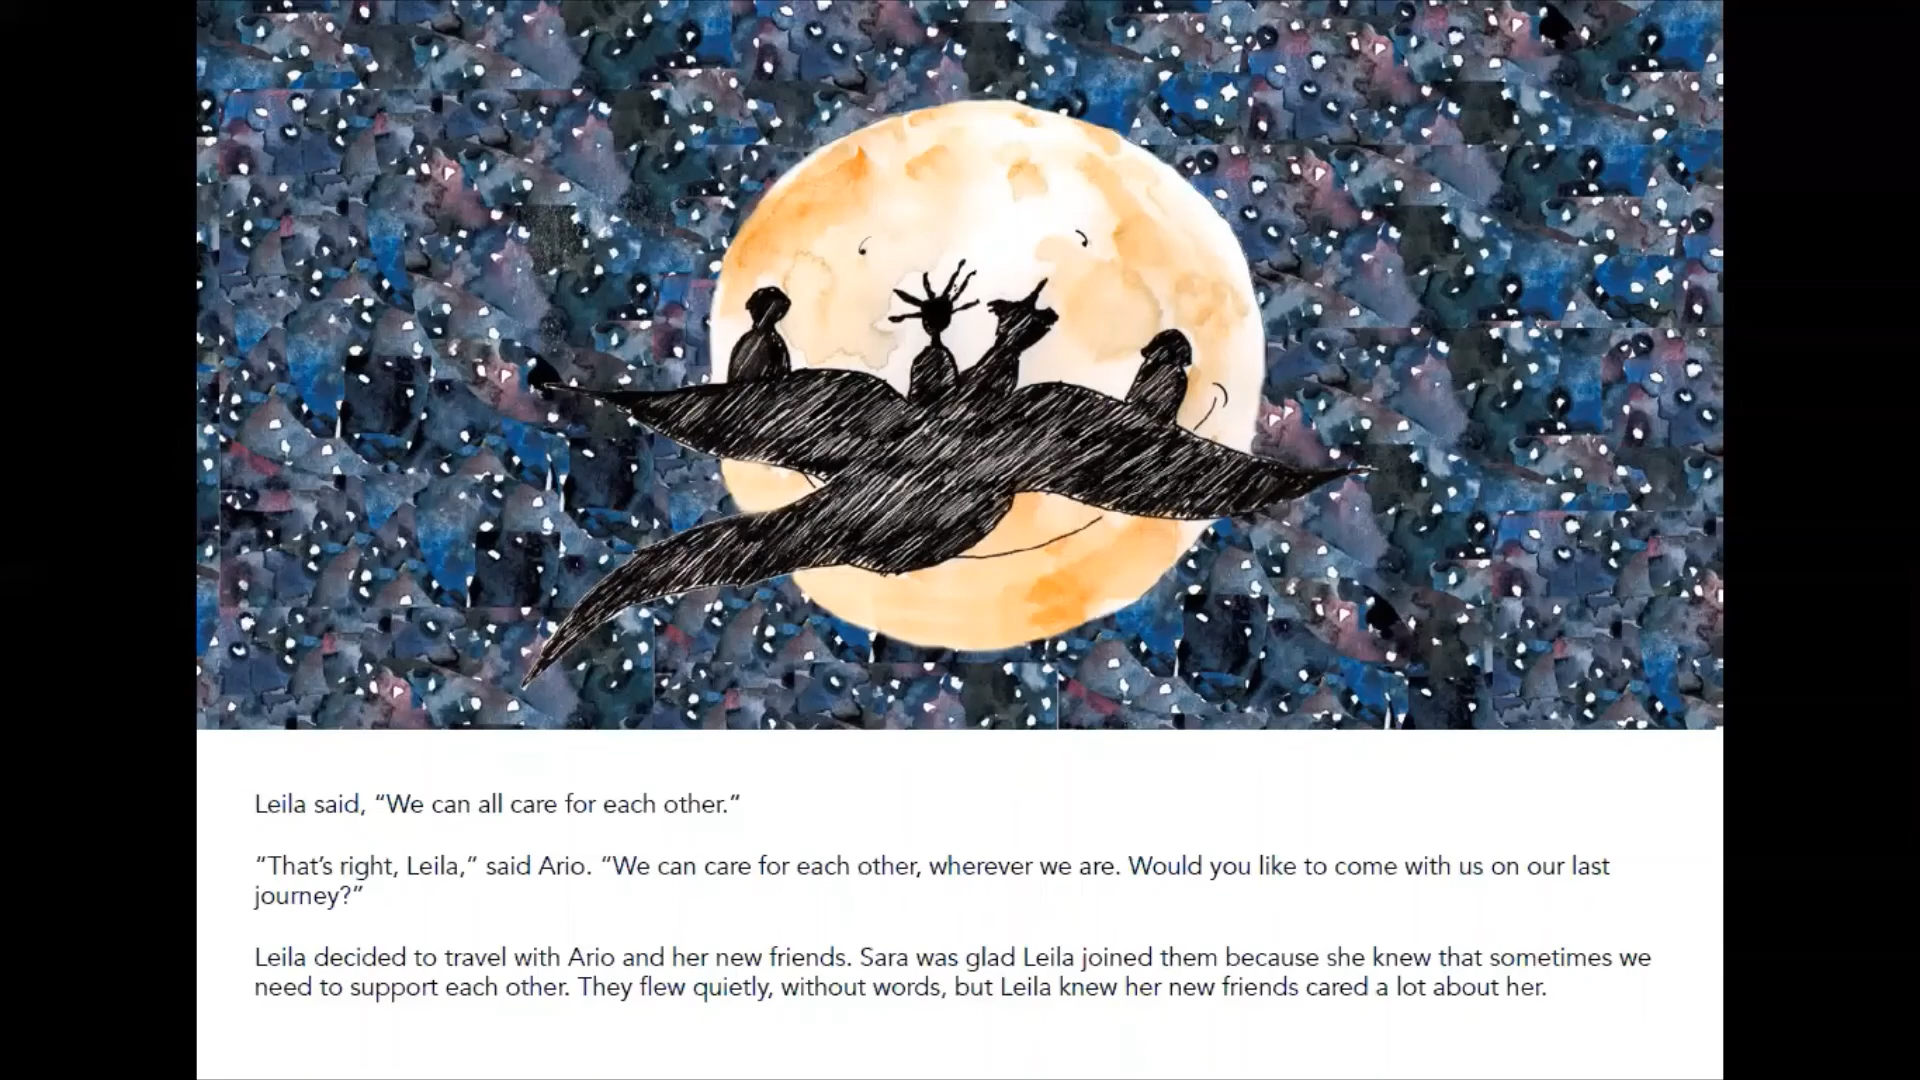 Leila said, “We can all care for each other.”
“That’s right, Leila,” said Ario. “We can care for each other, wherever we are. Would you like to come with us on our last
journey?”
Leila decided to travel with Ario and her new friends. Sara was glad Leila joined them because she knew that sometimes we
need to support each other. They flew quietly, without words, but Leila knew her new friends cared a lot about her.